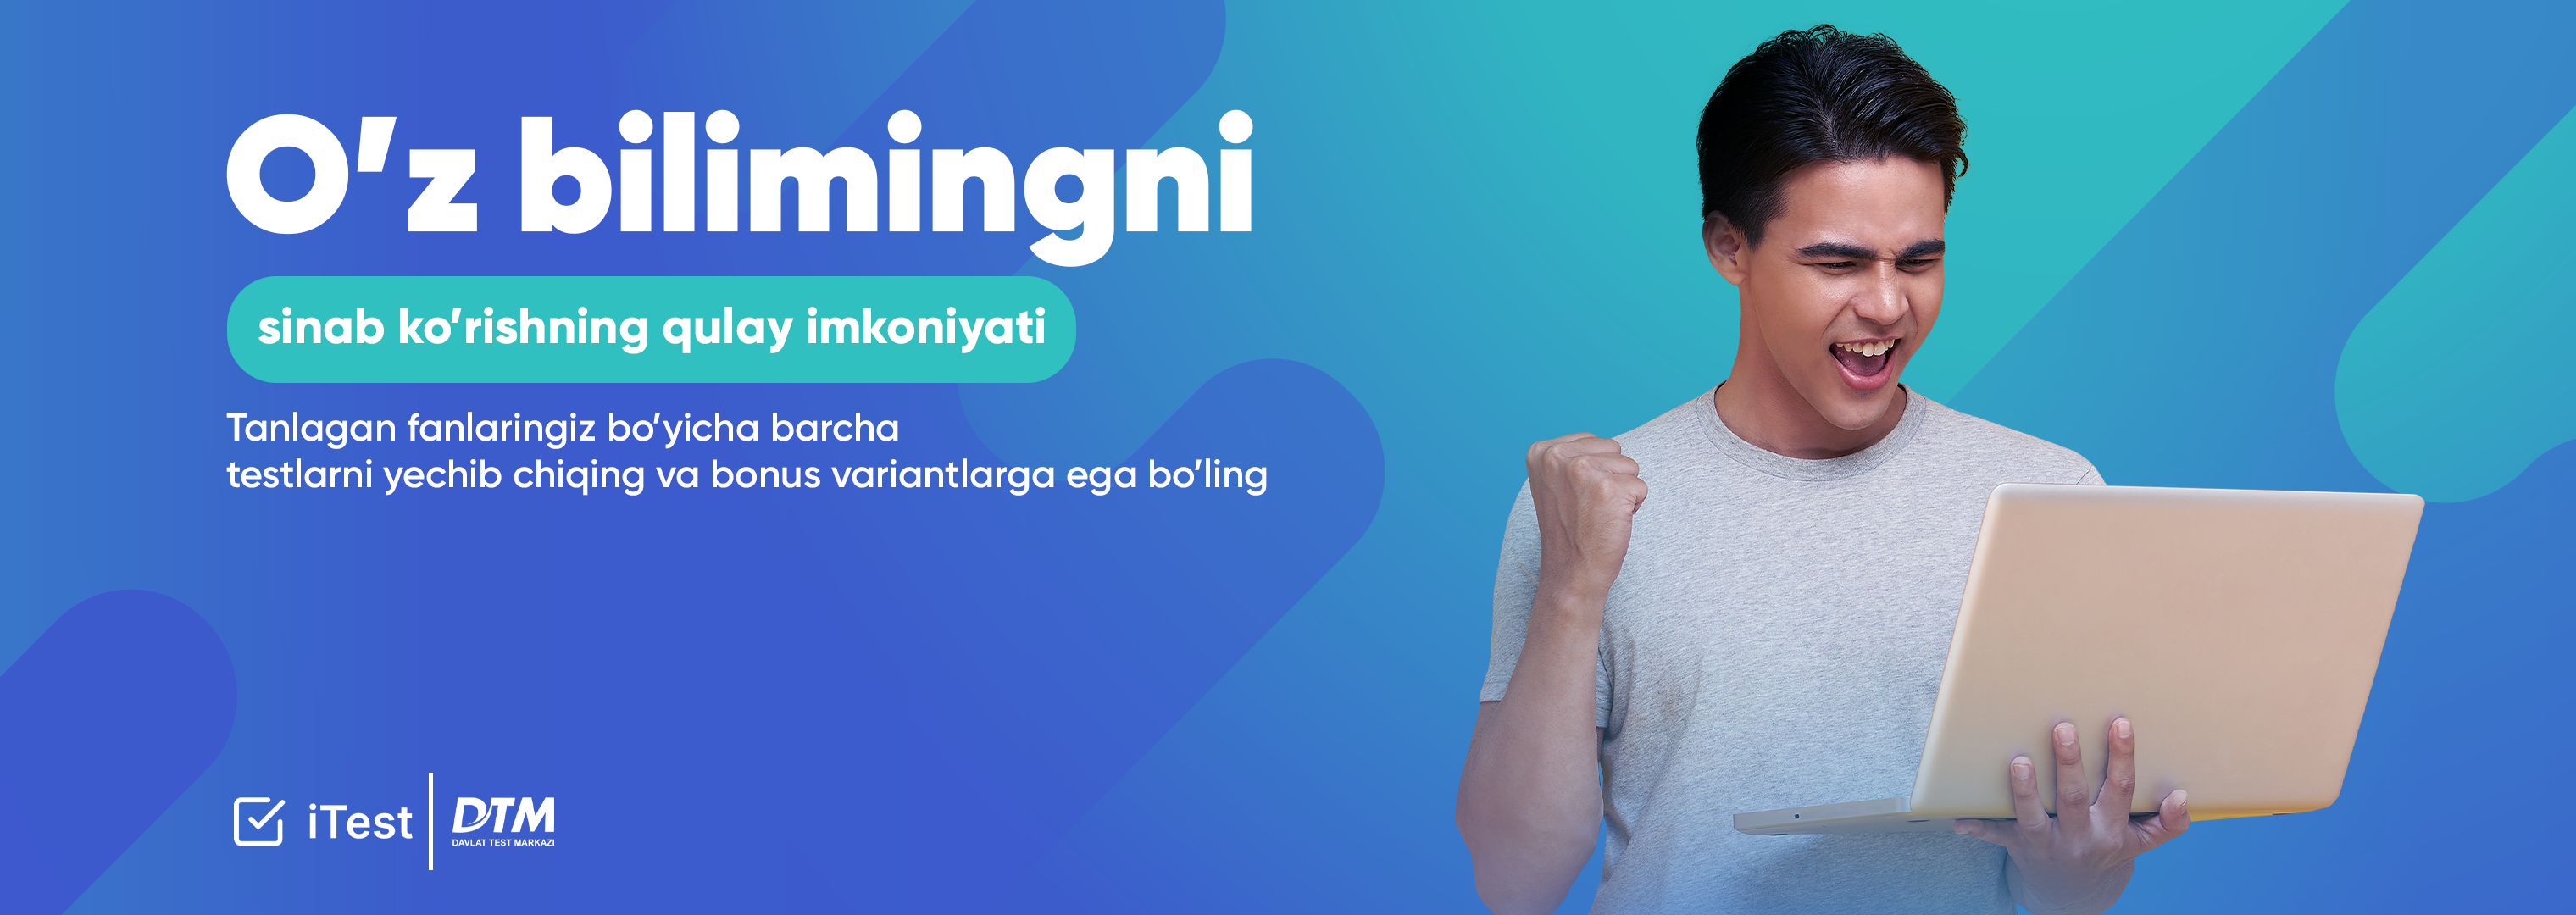 O’z bilimingni
sinab ko’rishning qulay imkoniyati
Tanlagan fanlaringiz bo’yicha barcha
testlarni yechib chiqing va bonus variantlarga ega bo’ling
iTest
DTM
DAVLAT TEST MARKAZI